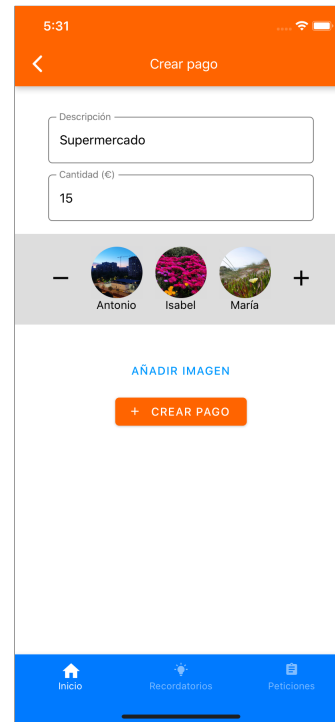 5:31
Crear pago
Descripción
Supermercado
Cantidad (€)
15
Antonio Isabel María
AÑADIR IMAGEN
+ CREAR PAGO
Inicio Recordatorios Peticiones